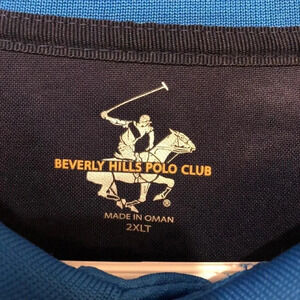 BEVERLY HILLS POLO CLUB
MADE IN OMAN
2XLT